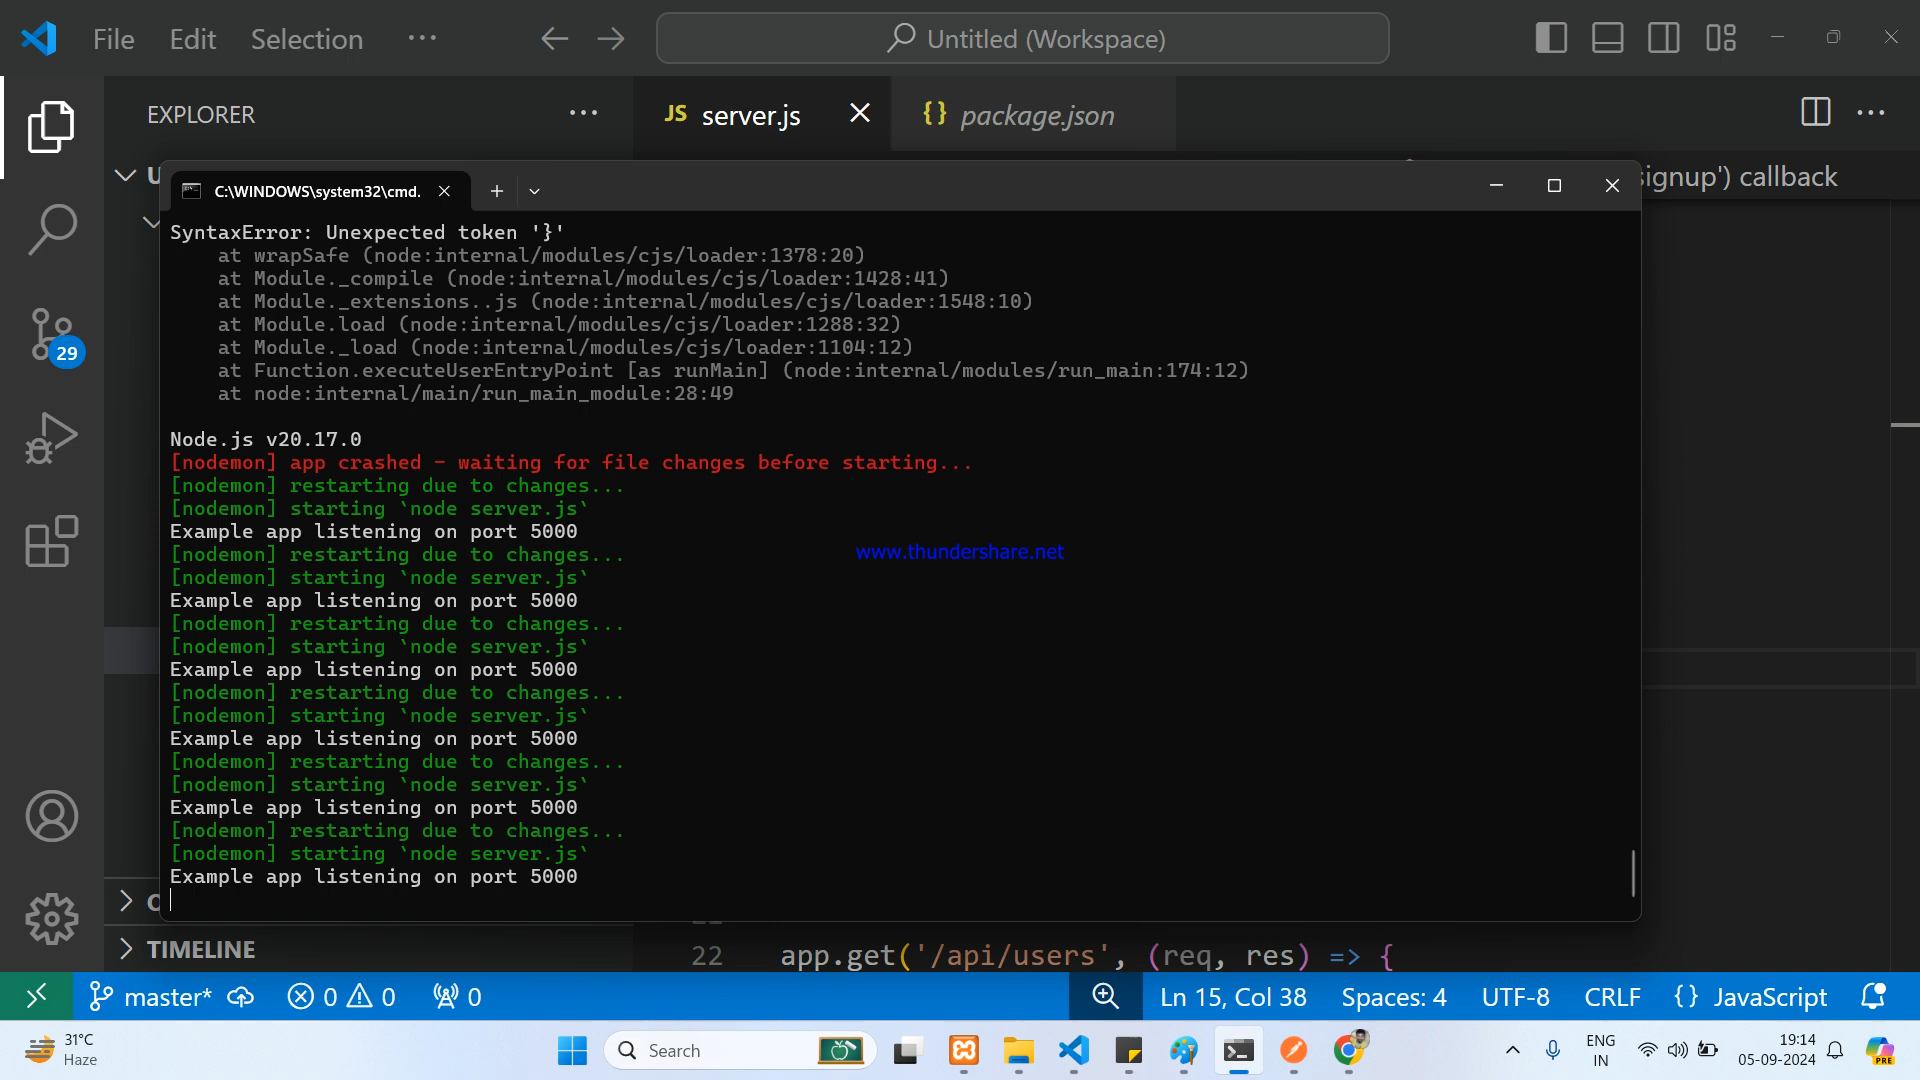 File Edit Selection ···
Untitled (Workspace)
EXPLORER
JS server.js
{} package.json
U
ignup') callback
C:\WINDOWS\system32\cmd.
SyntaxError: Unexpected token '}'
at wrapSafe (node:internal/modules/cjs/loader:1378:20)
at Module._compile (node:internal/modules/cjs/loader:1428:41)
at Module._extensions..js (node:internal/modules/cjs/loader:1548:10)
at Module.load (node:internal/modules/cjs/loader:1288:32)
at Module._load (node:internal/modules/cjs/loader:1104:12)
at Function.executeUserEntryPoint [as runMain] (node:internal/modules/run_main:174:12)
at node:internal/main/run_main_module:28:49
29
Node.js v20.17.0
[nodemon] app crashed - waiting for file changes before starting...
[nodemon] restarting due to changes...
[nodemon] starting `node server.js`
Example app listening on port 5000
[nodemon] restarting due to changes...
www.thundershare.net
[nodemon] starting `node server.js`
Example app listening on port 5000
[nodemon] restarting due to changes...
[nodemon] starting `node server.js`
Example app listening on port 5000
[nodemon] restarting due to changes...
[nodemon] starting `node server.js`
Example app listening on port 5000
[nodemon] restarting due to changes...
[nodemon] starting `node server.js`
Example app listening on port 5000
[nodemon] restarting due to changes...
[nodemon] starting `node server.js`
Example app listening on port 5000
TIMELINE
22 app.get('/api/users', (req, res) => {
master* 0 0 0
Ln 15, Col 38 Spaces: 4 UTF-8 CRLF {} JavaScript
31°C
Haze
Search
ENG
IN
19:14
05-09-2024
PRE